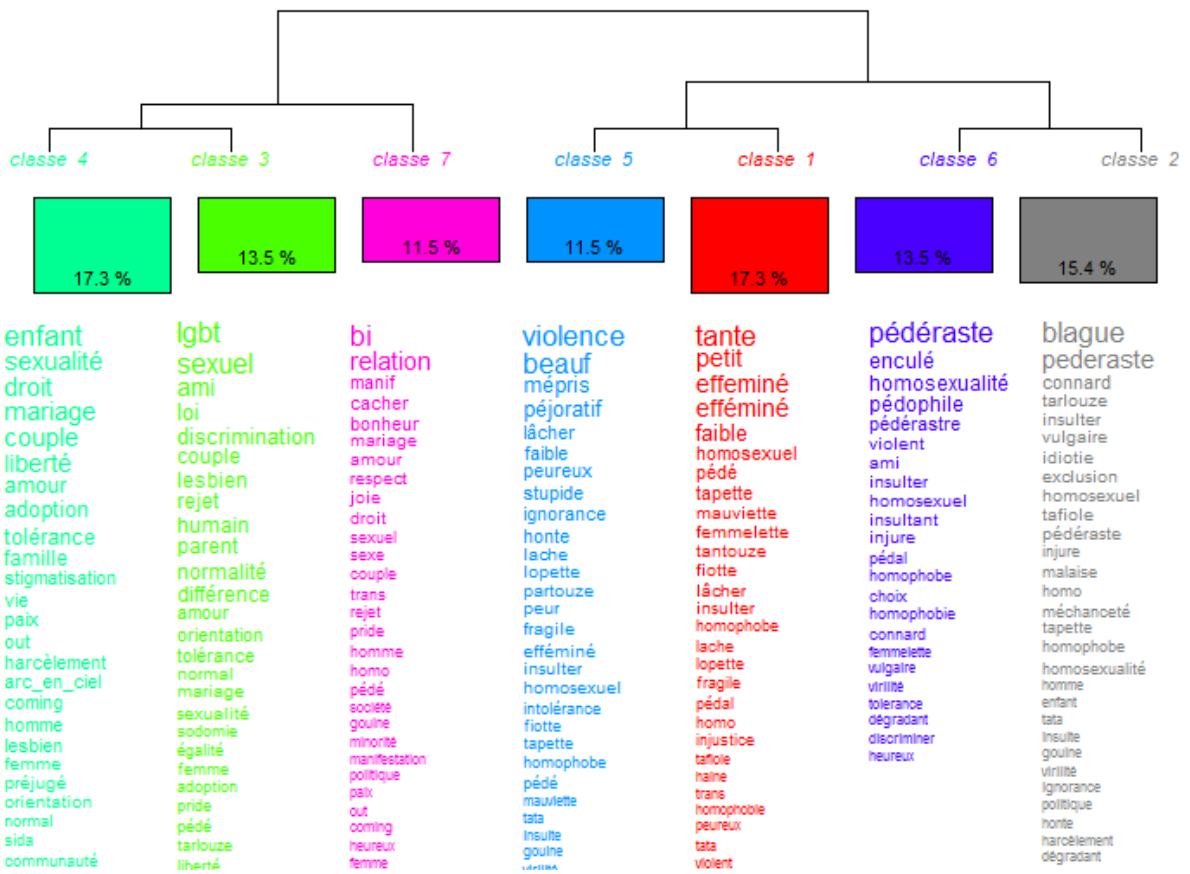 classe 4
classe 3
classe 7
classe 5
classe 1
classe 6
classe 2
17.3 %
13.5 %
11.5 %
11.5 %
17.3 %
13.5 %
15.4 %
enfant
sexualité
droit
mariage
couple
liberté
amour
adoption
tolérance
famille
stigmatisation
vie
paix
out
harcèlement
arc_en_ciel
coming
homme
lesbien
femme
préjugé
orientation
normal
sida
communauté
lgbt
sexuel
ami
loi
discrimination
couple
lesbien
rejet
humain
parent
normalité
différence
amour
orientation
tolérance
normal
mariage
sexualité
sodomie
égalité
femme
adoption
pride
pédé
tarlouze
liberté
bi
relation
manif
cacher
bonheur
mariage
amour
respect
joie
droit
sexuel
sexe
couple
trans
rejet
pride
homme
homo
pédé
société
gouine
minorité
manifestation
politique
paix
out
coming
heureux
femme
violence
beauf
mépris
péjoratif
lâcher
faible
peureux
stupide
ignorance
honte
lache
lopette
partouze
peur
fragile
efféminé
insulter
homosexuel
intolérance
fiotte
tapette
homophobe
pédé
mauviette
tata
insulte
gouine
virilité
tante
petit
effeminé
efféminé
faible
homosexuel
pédé
tapette
mauviette
femmelette
tantouze
fiotte
lâcher
insulter
homophobe
lache
lopette
fragile
pédal
homo
injustice
tafiole
haine
trans
homophobie
peureux
tata
violent
pédéraste
enculé
homosexualité
pédophile
pédérastre
violent
ami
insulter
homosexuel
insultant
injure
pédal
homophobe
choix
homophobie
connard
femmelette
vulgaire
virilité
tolerance
dégradant
discriminer
heureux
blague
pederaste
connard
tarlouze
insulter
vulgaire
idiotie
exclusion
homosexuel
tafiole
pédéraste
injure
malaise
homo
méchanceté
tapette
homophobe
homosexualité
homme
enfant
tata
insulte
gouine
virilité
ignorance
politique
honte
harcèlement
dégradant